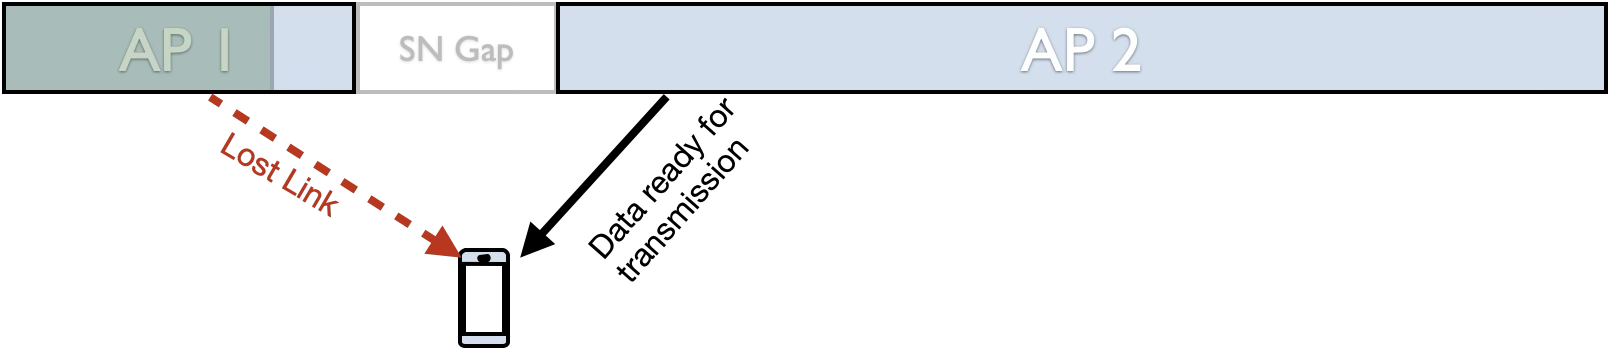 AP 1
SN Gap
AP 2
Lost Link
Data ready for
transmission